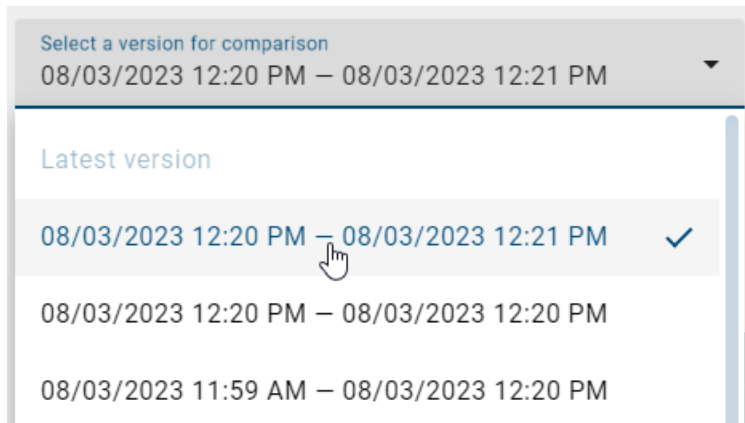 Select a version for comparison
08/03/2023 12:20 PM — 08/03/2023 12:21 PM
Latest version
08/03/2023 12:20 PM — 08/03/2023 12:21 PM
08/03/2023 12:20 PM — 08/03/2023 12:20 PM
08/03/2023 11:59 AM — 08/03/2023 12:20 PM